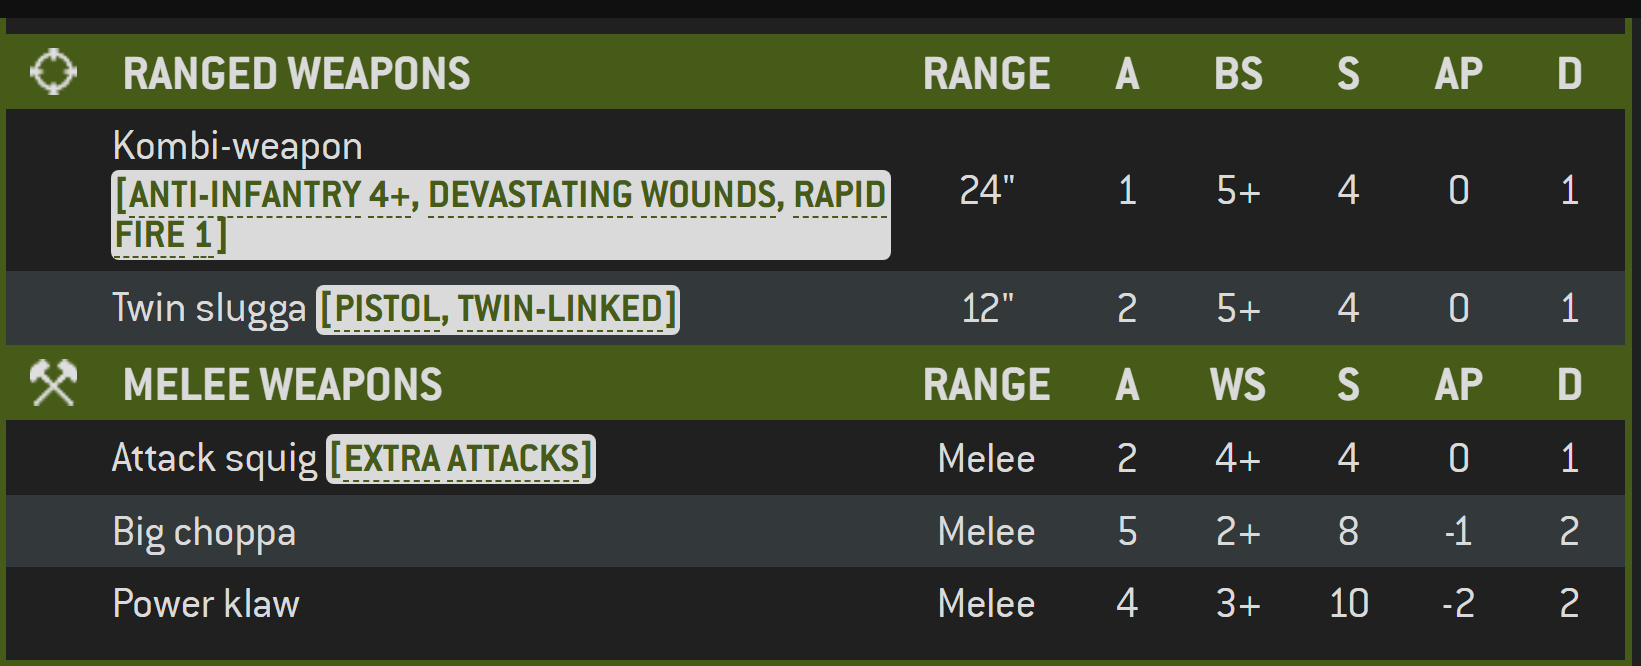 RANGED WEAPONS RANGE A BS S AP D
Kombi-weapon
[ANTI-INFANTRY 4+, DEVASTATING WOUNDS, RAPID
FIRE 1] 24" 1 5+ 4 0 1
Twin slugga [PISTOL, TWIN-LINKED] 12" 2 5+ 4 0 1
MELEE WEAPONS RANGE A WS S AP D
Attack squig [EXTRA ATTACKS] Melee 2 4+ 4 0 1
Big choppa Melee 5 2+ 8 -1 2
Power klaw Melee 4 3+ 10 -2 2